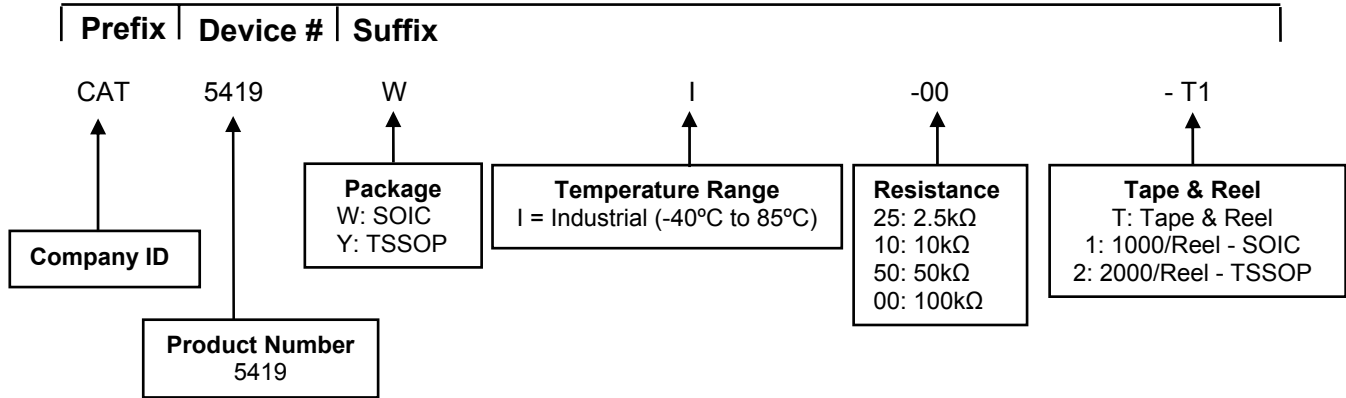 Prefix Device # Suffix
CAT 5419 W I -00 - T1
Company ID
Product Number
5419
Package
W: SOIC
Y: TSSOP
Temperature Range
I = Industrial (-40ºC to 85ºC)
Resistance
25: 2.5kΩ
10: 10kΩ
50: 50kΩ
00: 100kΩ
Tape & Reel
T: Tape & Reel
1: 1000/Reel - SOIC
2: 2000/Reel - TSSOP